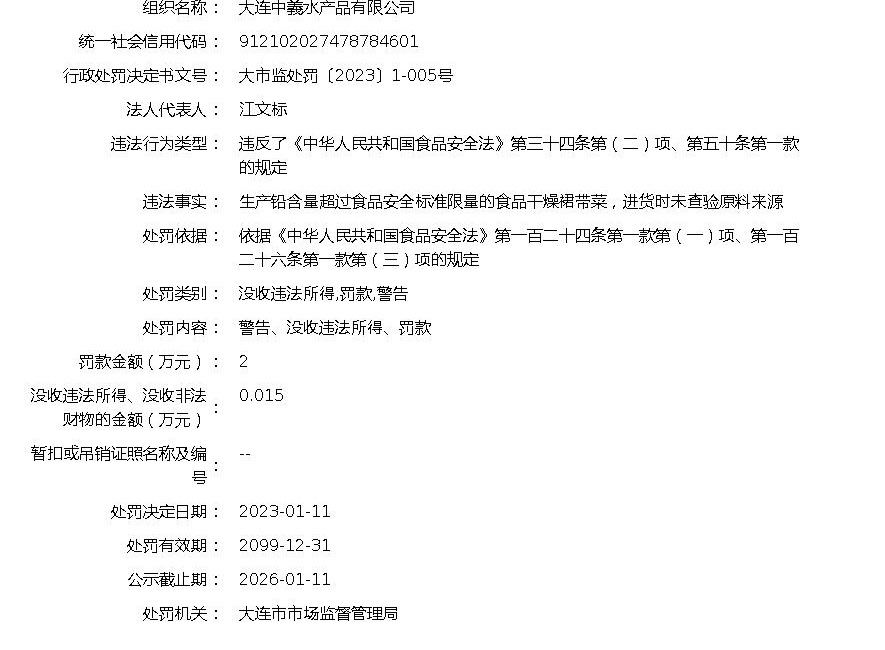 组织名称： 大连中義水产品有限公司
统一社会信用代码： 912102027478784601
行政处罚决定书文号： 大市监处罚〔2023〕1-005号
法人代表人： 江文标
违法行为类型： 违反了《中华人民共和国食品安全法》第三十四条第（二）项、第五十条第一款
的规定
违法事实： 生产铅含量超过食品安全标准限量的食品干燥裙带菜，进货时未查验原料来源
处罚依据： 依据《中华人民共和国食品安全法》第一百二十四条第一款第（一）项、第一百
二十六条第一款第（三）项的规定
处罚类别： 没收违法所得,罚款,警告
处罚内容： 警告、没收违法所得、罚款
罚款金额（万元）： 2
没收违法所得、没收非法
财物的金额（万元）： 0.015
暂扣或吊销证照名称及编
号： --
处罚决定日期： 2023-01-11
处罚有效期： 2099-12-31
公示截止期： 2026-01-11
处罚机关： 大连市市场监督管理局